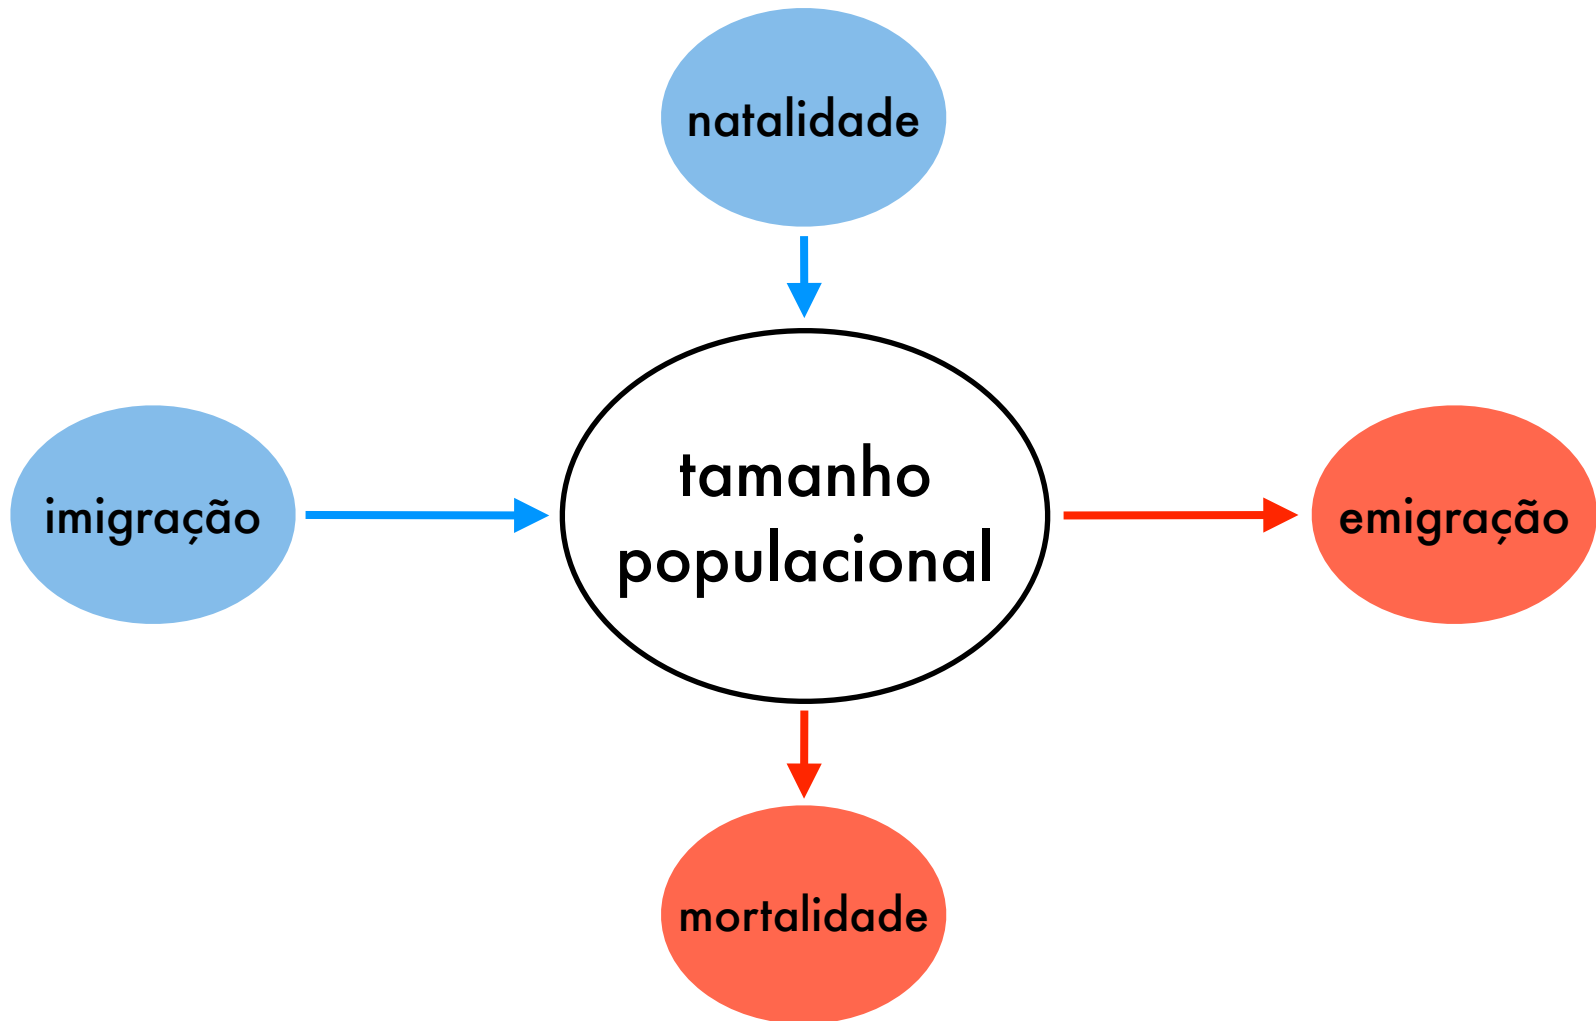 natalidade
imigração
tamanho
populacional
emigração
mortalidade